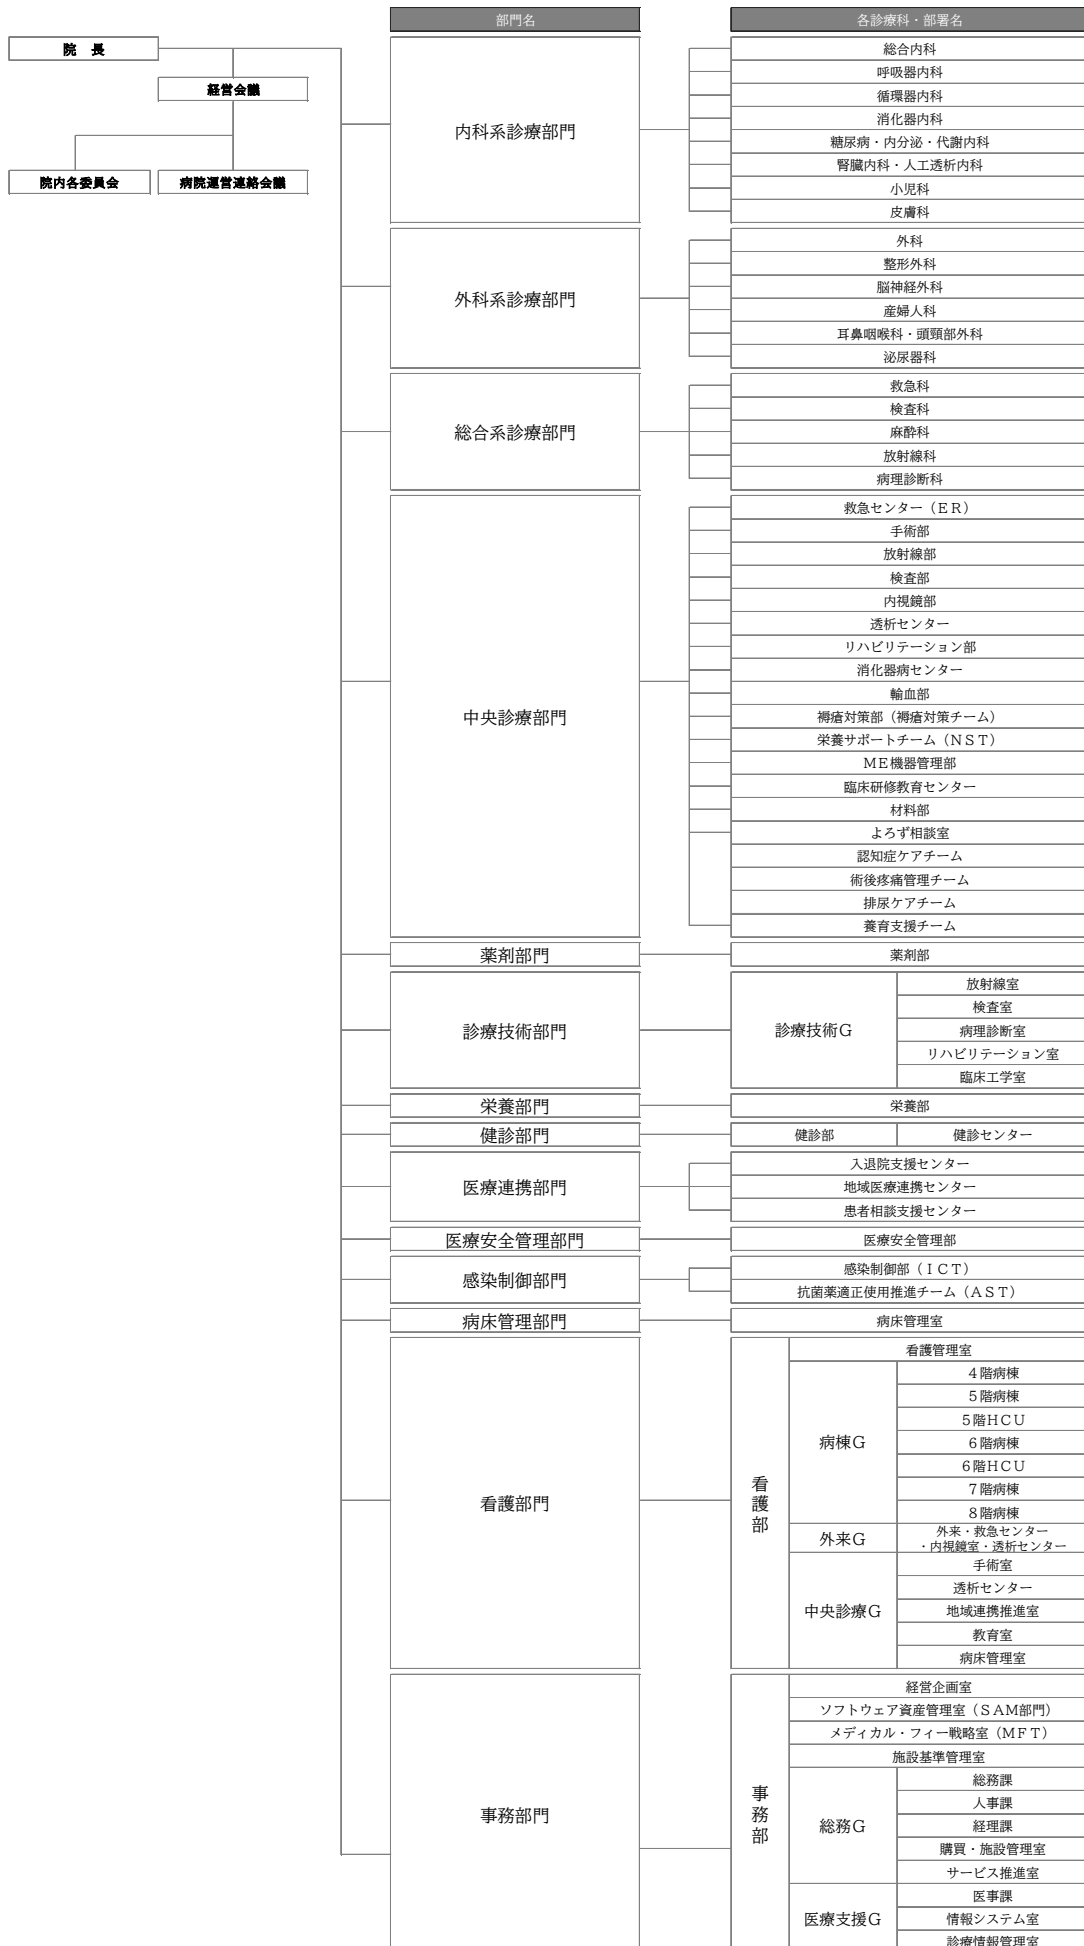 部門名
各診療科・部署名
院　長
経営会議
院内各委員会
病院運営連絡会議
内科系診療部門
総合内科
呼吸器内科
循環器内科
消化器内科
糖尿病・内分泌・代謝内科
腎臓内科・人工透析内科
小児科
皮膚科
外科系診療部門
外科
整形外科
脳神経外科
産婦人科
耳鼻咽喉科・頭頸部外科
泌尿器科
総合系診療部門
救急科
検査科
麻酔科
放射線科
病理診断科
中央診療部門
救急センター（ＥＲ）
手術部
放射線部
検査部
内視鏡部
透析センター
リハビリテーション部
消化器病センター
輸血部
褥瘡対策部（褥瘡対策チーム）
栄養サポートチーム（ＮＳＴ）
ＭＥ機器管理部
臨床研修教育センター
材料部
よろず相談室
認知症ケアチーム
術後疼痛管理チーム
排尿ケアチーム
養育支援チーム
薬剤部門
薬剤部
診療技術部門
診療技術Ｇ
放射線室
検査室
病理診断室
リハビリテーション室
臨床工学室
栄養部門
栄養部
健診部門
健診部
健診センター
医療連携部門
入退院支援センター
地域医療連携センター
患者相談支援センター
医療安全管理部門
医療安全管理部
感染制御部門
感染制御部（ＩＣＴ）
抗菌薬適正使用推進チーム（ＡＳＴ）
病床管理部門
病床管理室
看護部門
看護部
看護管理室
病棟Ｇ
４階病棟
５階病棟
５階ＨＣＵ
６階病棟
６階ＨＣＵ
７階病棟
８階病棟
外来Ｇ
外来・救急センター
・内視鏡室・透析センター
中央診療Ｇ
手術室
透析センター
地域連携推進室
教育室
病床管理室
事務部門
事務部
経営企画室
ソフトウェア資産管理室（ＳＡＭ部門）
メディカル・フィー戦略室（ＭＦＴ）
施設基準管理室
総務Ｇ
総務課
人事課
経理課
購買・施設管理室
サービス推進室
医療支援Ｇ
医事課
情報システム室
診療情報管理室